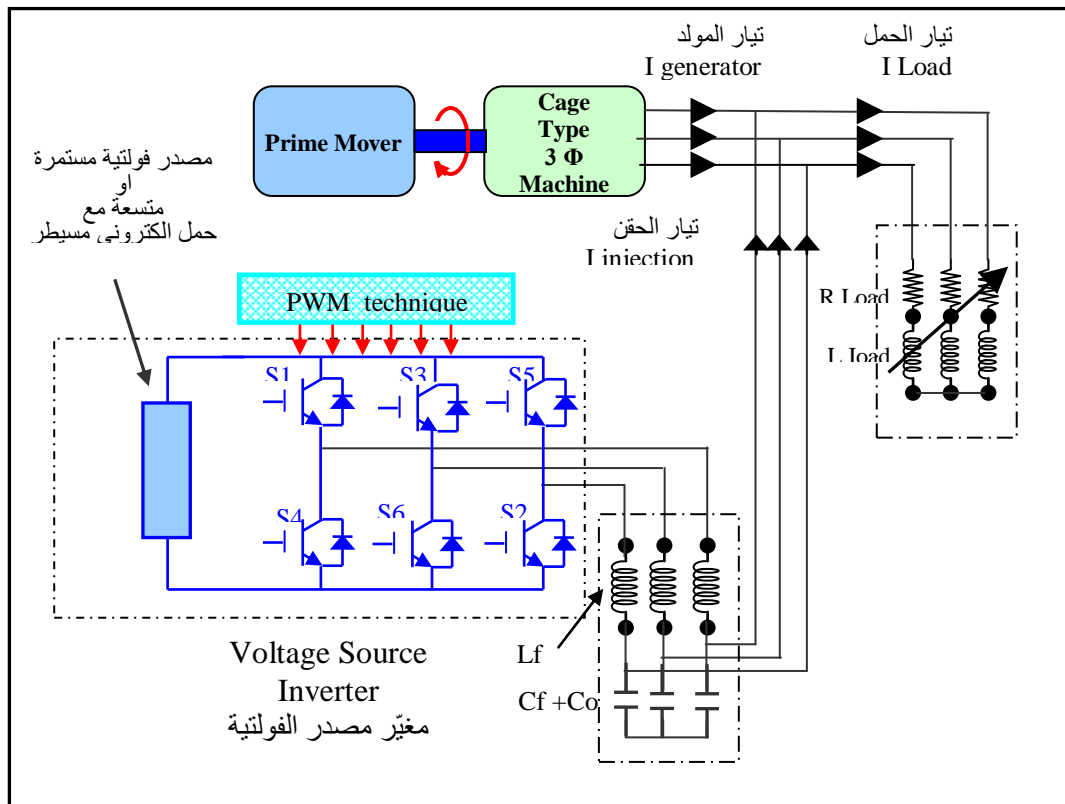 تيار المولد
I generator
تيار الحمل
I Load
Prime Mover
Cage
Type
3 Φ
Machine
مصدر فولتية مستمرة
او
متسعة مع
حمل الكتروني مسيطر
تيار الحقن
I injection
PWM technique
R Load
L load
S1
S3
S5
S4
S6
S2
Lf
Cf +Co
Voltage Source
Inverter
مغيّر مصدر الفولتية